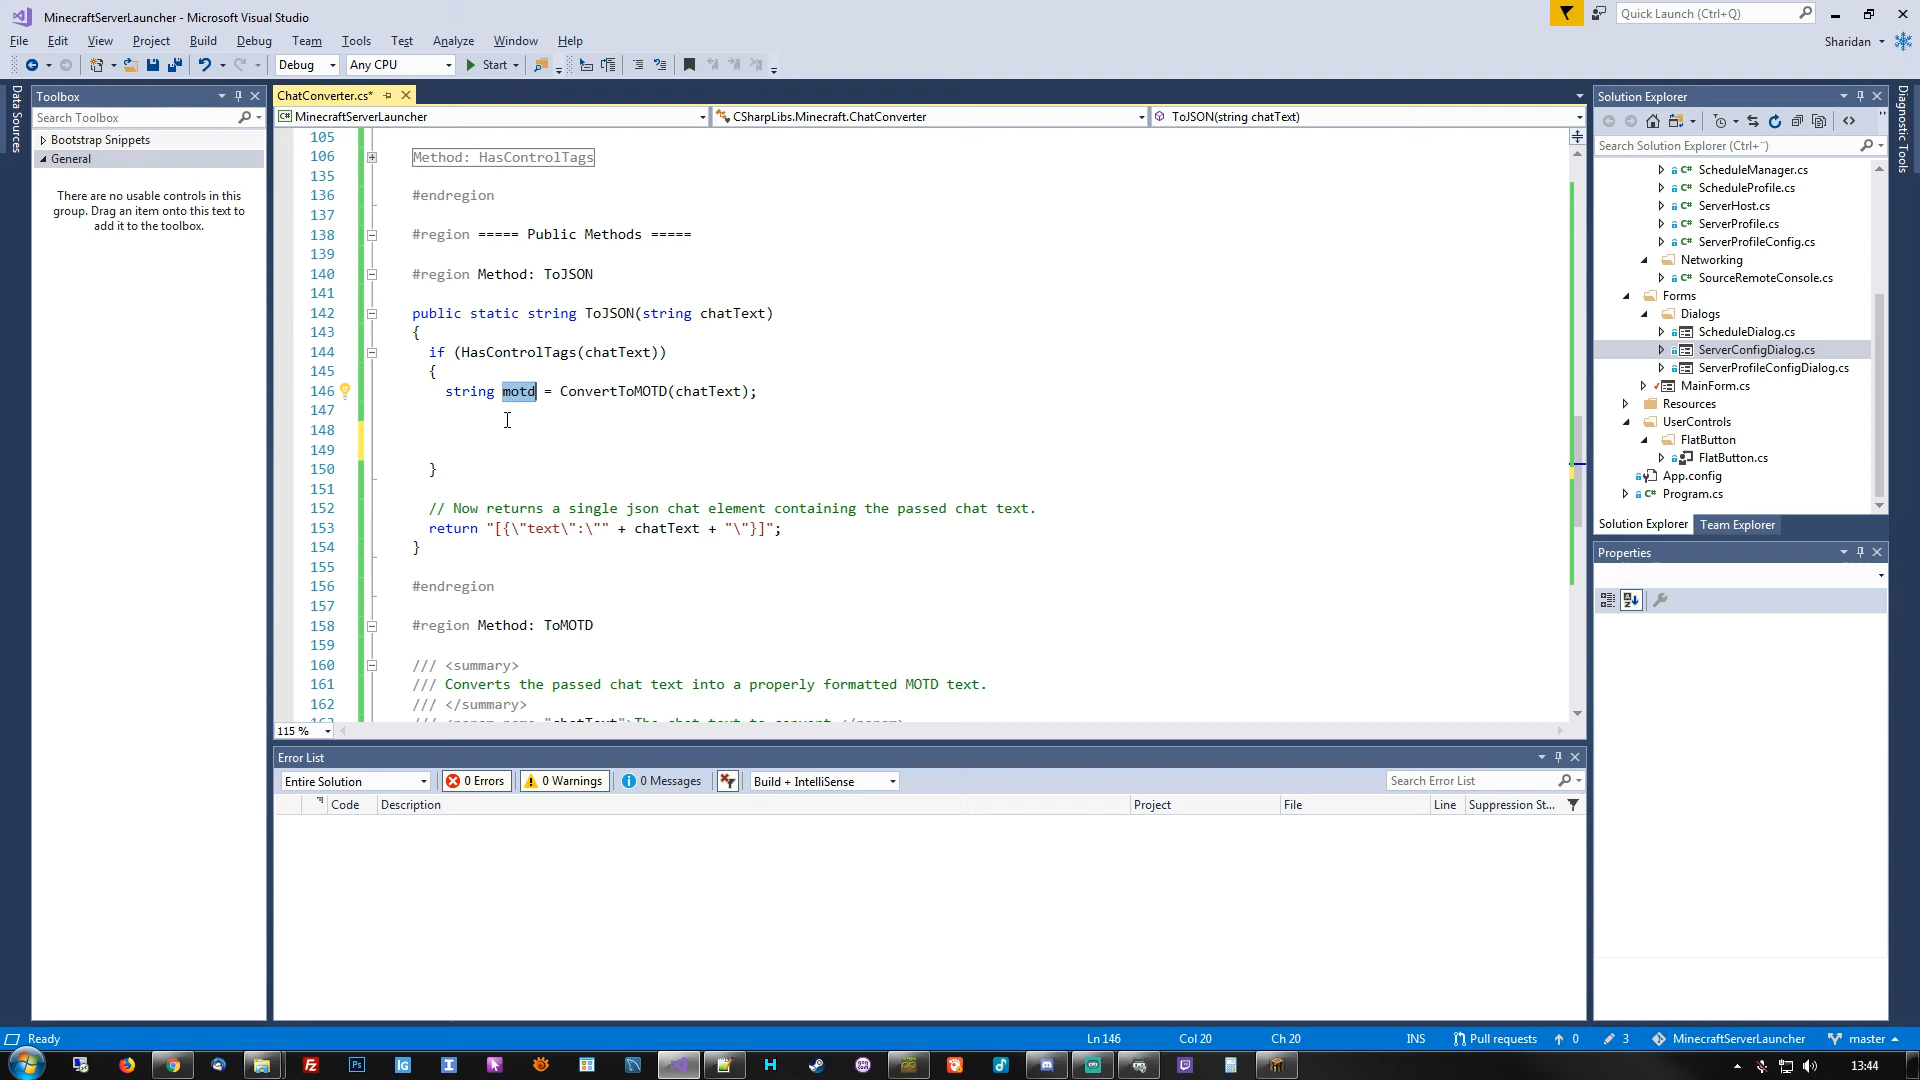 MinecraftServerLauncher - Microsoft Visual Studio
Quick Launch (Ctrl+Q)
File Edit View Project Build Debug Team Tools Test Analyze Window Help
Sharidan
Debug Any CPU Start
Data Sources
Toolbox
Search Toolbox
Bootstrap Snippets
General
There are no usable controls in this
group. Drag an item onto this text to
add it to the toolbox.
ChatConverter.cs*
MinecraftServerLauncher CSharpLibs.Minecraft.ChatConverter ToJSON(string chatText)
105
106 Method: HasControlTags
135
136 #endregion
137
138 #region ===== Public Methods =====
139
140 #region Method: ToJSON
141
142 public static string ToJSON(string chatText)
143 {
144 if (HasControlTags(chatText))
145 {
146 string motd = ConvertToMOTD(chatText);
147
148
149
150 }
151
152 // Now returns a single json chat element containing the passed chat text.
153 return "[{\"text\":\"" + chatText + "\"}]";
154 }
155
156 #endregion
157
158 #region Method: ToMOTD
159
160 /// <summary>
161 /// Converts the passed chat text into a properly formatted MOTD text.
162 /// </summary>
115 %
Solution Explorer
Search Solution Explorer (Ctrl+¨)
ScheduleManager.cs
ScheduleProfile.cs
ServerHost.cs
ServerProfile.cs
ServerProfileConfig.cs
Networking
SourceRemoteConsole.cs
Forms
Dialogs
ScheduleDialog.cs
ServerConfigDialog.cs
ServerProfileConfigDialog.cs
MainForm.cs
Resources
UserControls
FlatButton
FlatButton.cs
App.config
Program.cs
Solution Explorer Team Explorer
Diagnostic Tools
Properties
Error List
Entire Solution 0 Errors 0 Warnings 0 Messages Build + IntelliSense Search Error List
Code Description Project File Line Suppression St...
Ready Ln 146 Col 20 Ch 20 INS Pull requests 0 3 MinecraftServerLauncher master
13:44